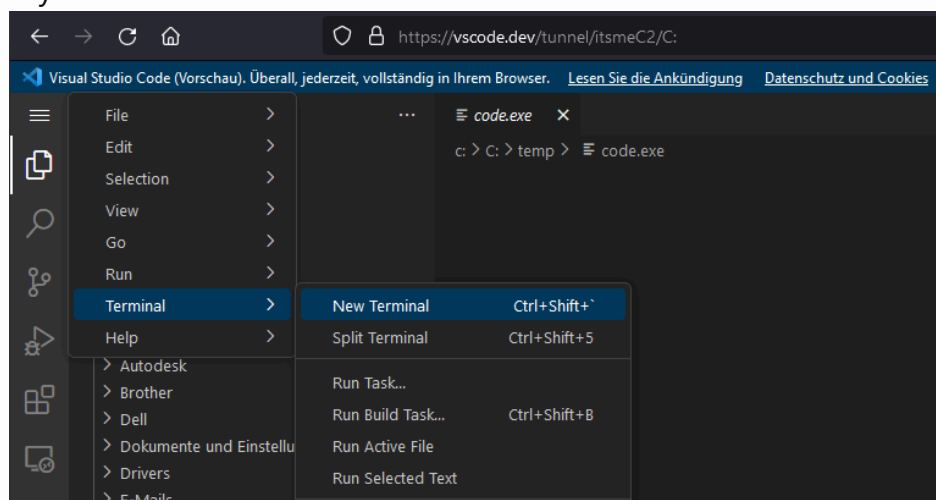 https://vscode.dev/tunnel/itsmeC2/C:
Visual Studio Code (Vorschau). Überall, jederzeit, vollständig in Ihrem Browser. Lesen Sie die Ankündigung Datenschutz und Cookies
File
Edit
Selection
View
Go
Run
Terminal
Help
code.exe
c: > C: > temp > code.exe
New Terminal Ctrl+Shift+`
Split Terminal Ctrl+Shift+5
Run Task...
Run Build Task... Ctrl+Shift+B
Run Active File
Run Selected Text
Autodesk
Brother
Dell
Dokumente und Einstellu
Drivers
E-Mails